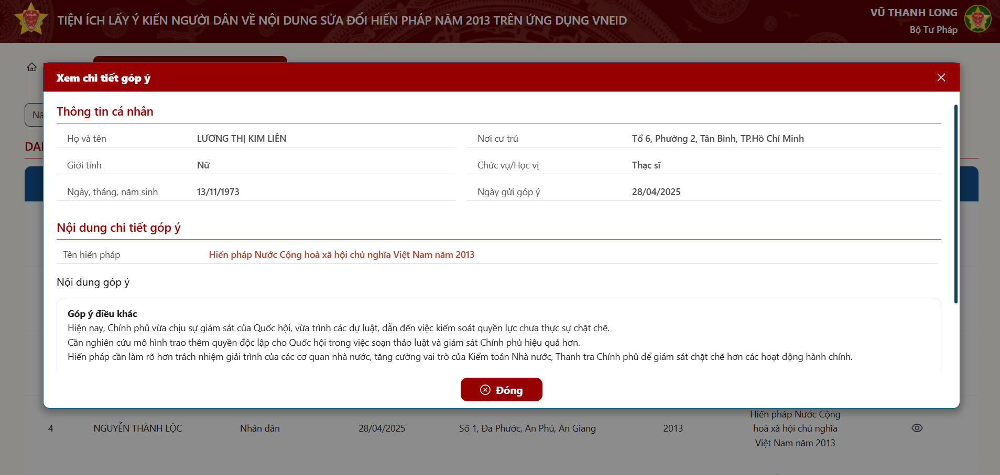 TIỆN ÍCH LẤY Ý KIẾN NGƯỜI DÂN VỀ NỘI DUNG SỬA ĐỔI HIẾN PHÁP NĂM 2013 TRÊN ỨNG DỤNG VNEID
VŨ THANH LONG
Bộ Tư Pháp
Xem chi tiết góp ý
Thông tin cá nhân
Họ và tên LƯƠNG THỊ KIM LIÊN Nơi cư trú Tổ 6, Phường 2, Tân Bình, TP.Hồ Chí Minh
Giới tính Nữ Chức vụ/Học vị Thạc sĩ
Ngày, tháng, năm sinh 13/11/1973 Ngày gửi góp ý 28/04/2025
Nội dung chi tiết góp ý
Tên hiến pháp Hiến pháp Nước Cộng hoà xã hội chủ nghĩa Việt Nam năm 2013
Nội dung góp ý
Góp ý điều khác
Hiện nay, Chính phủ vừa chịu sự giám sát của Quốc hội, vừa trình các dự luật, dẫn đến việc kiểm soát quyền lực chưa thực sự chặt chẽ.
Cần nghiên cứu mô hình trao thêm quyền độc lập cho Quốc hội trong việc soạn thảo luật và giám sát Chính phủ hiệu quả hơn.
Hiến pháp cần làm rõ hơn trách nhiệm giải trình của các cơ quan nhà nước, tăng cường vai trò của Kiểm toán Nhà nước, Thanh tra Chính phủ để giám sát chặt chẽ hơn các hoạt động hành chính.
Đóng
4 NGUYỄN THÀNH LỘC Nhân dân 28/04/2025 Số 1, Đa Phước, An Phú, An Giang 2013
Hiến pháp Nước Cộng
hoà xã hội chủ nghĩa
Việt Nam năm 2013